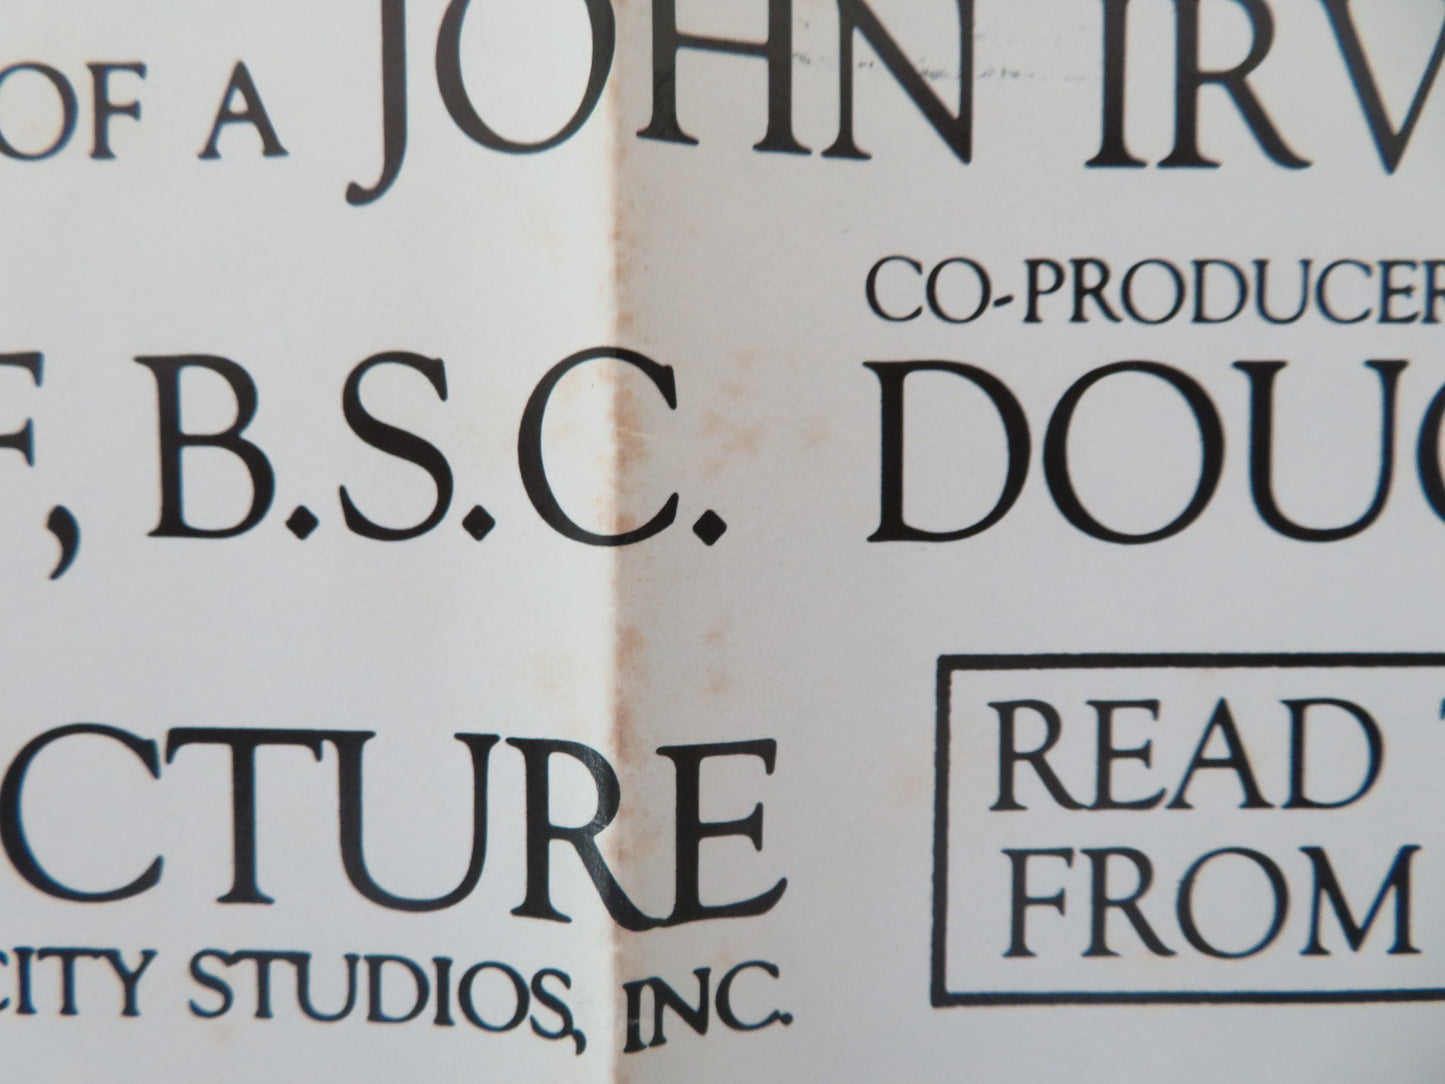 OF A JOHN IRV
CO-PRODUCER
F, B.S.C. DOUG
CTURE
READ
FROM
CITY STUDIOS, INC.